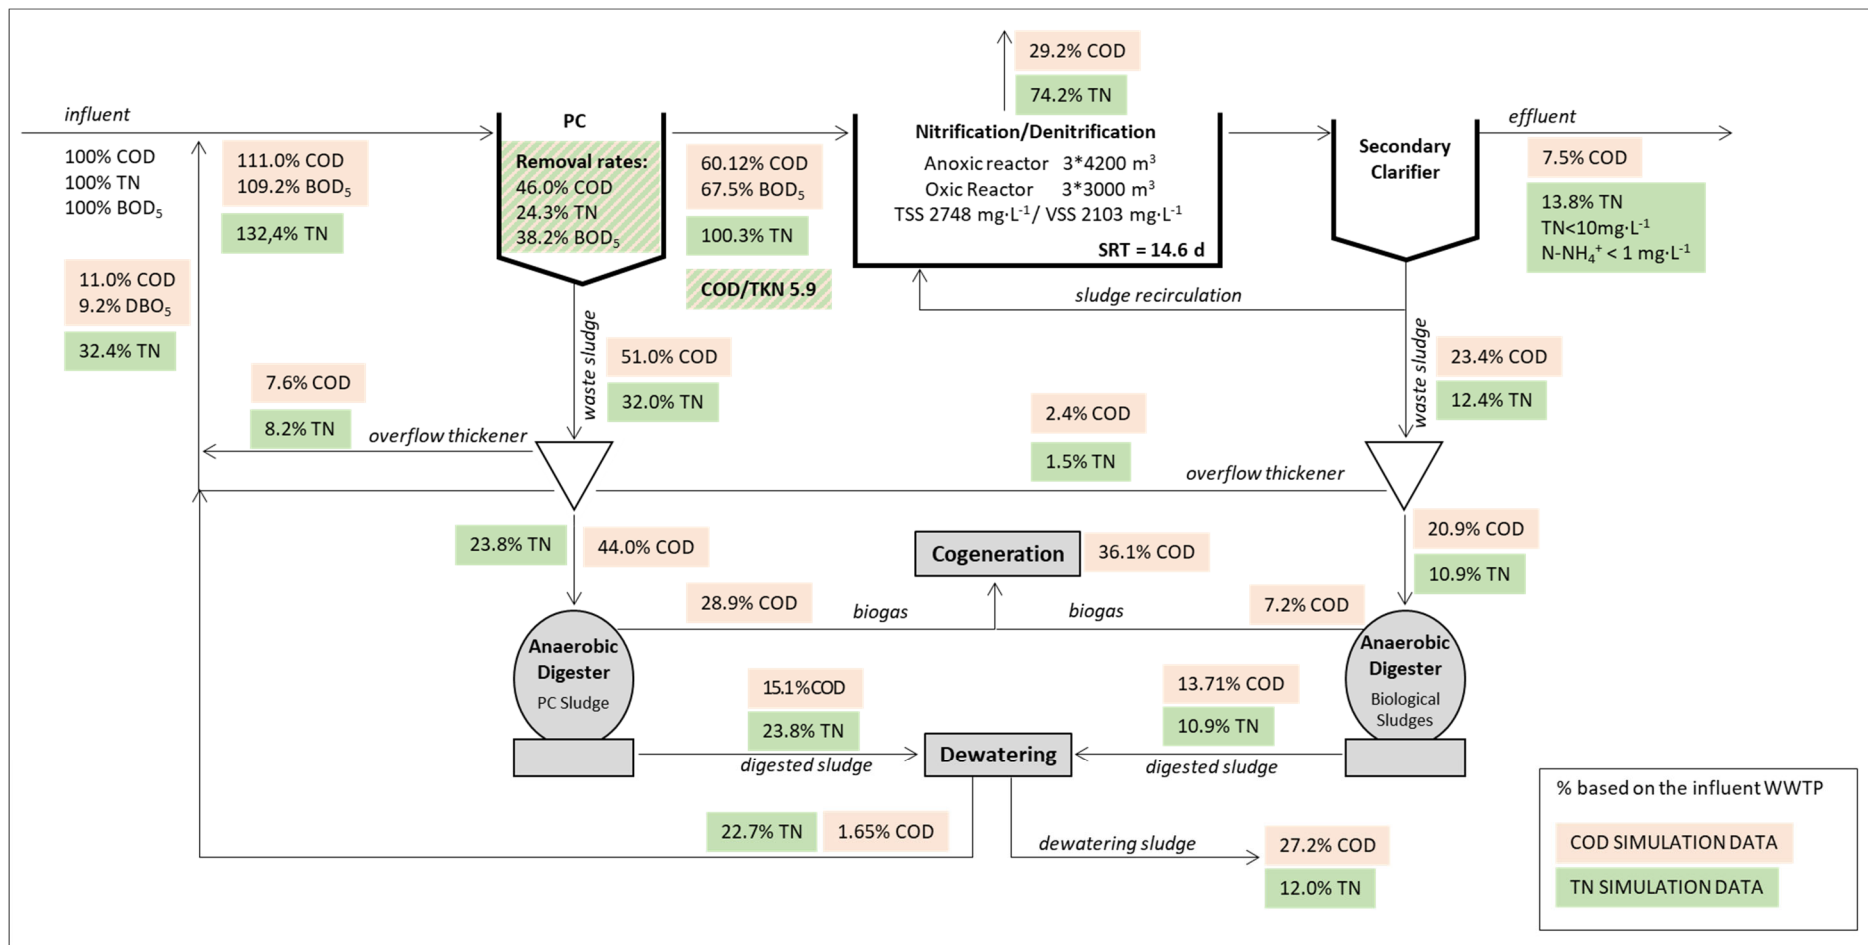 influent
100% COD
100% TN
100% BOD₅
111.0% COD
109.2% BOD₅
132,4% TN
11.0% COD
9.2% DBO₅
32.4% TN
PC
Removal rates:
46.0% COD
24.3% TN
38.2% BOD₅
60.12% COD
67.5% BOD₅
100.3% TN
COD/TKN 5.9
29.2% COD
74.2% TN
Nitrification/Denitrification
Anoxic reactor 3*4200 m³
Oxic Reactor 3*3000 m³
TSS 2748 mg·L⁻¹/ VSS 2103 mg·L⁻¹
SRT = 14.6 d
Secondary
Clarifier
effluent
7.5% COD
13.8% TN
TN<10mg·L⁻¹
N-NH₄⁺ < 1 mg·L⁻¹
sludge recirculation
waste sludge
51.0% COD
32.0% TN
waste sludge
23.4% COD
12.4% TN
7.6% COD
8.2% TN
overflow thickener
2.4% COD
1.5% TN
overflow thickener
23.8% TN
44.0% COD
Cogeneration
36.1% COD
20.9% COD
10.9% TN
28.9% COD
biogas
biogas
7.2% COD
Anaerobic
Digester
PC Sludge
15.1%COD
23.8% TN
digested sludge
Dewatering
13.71% COD
10.9% TN
digested sludge
Anaerobic
Digester
Biological
Sludges
22.7% TN
1.65% COD
dewatering sludge
27.2% COD
12.0% TN
% based on the influent WWTP
COD SIMULATION DATA
TN SIMULATION DATA